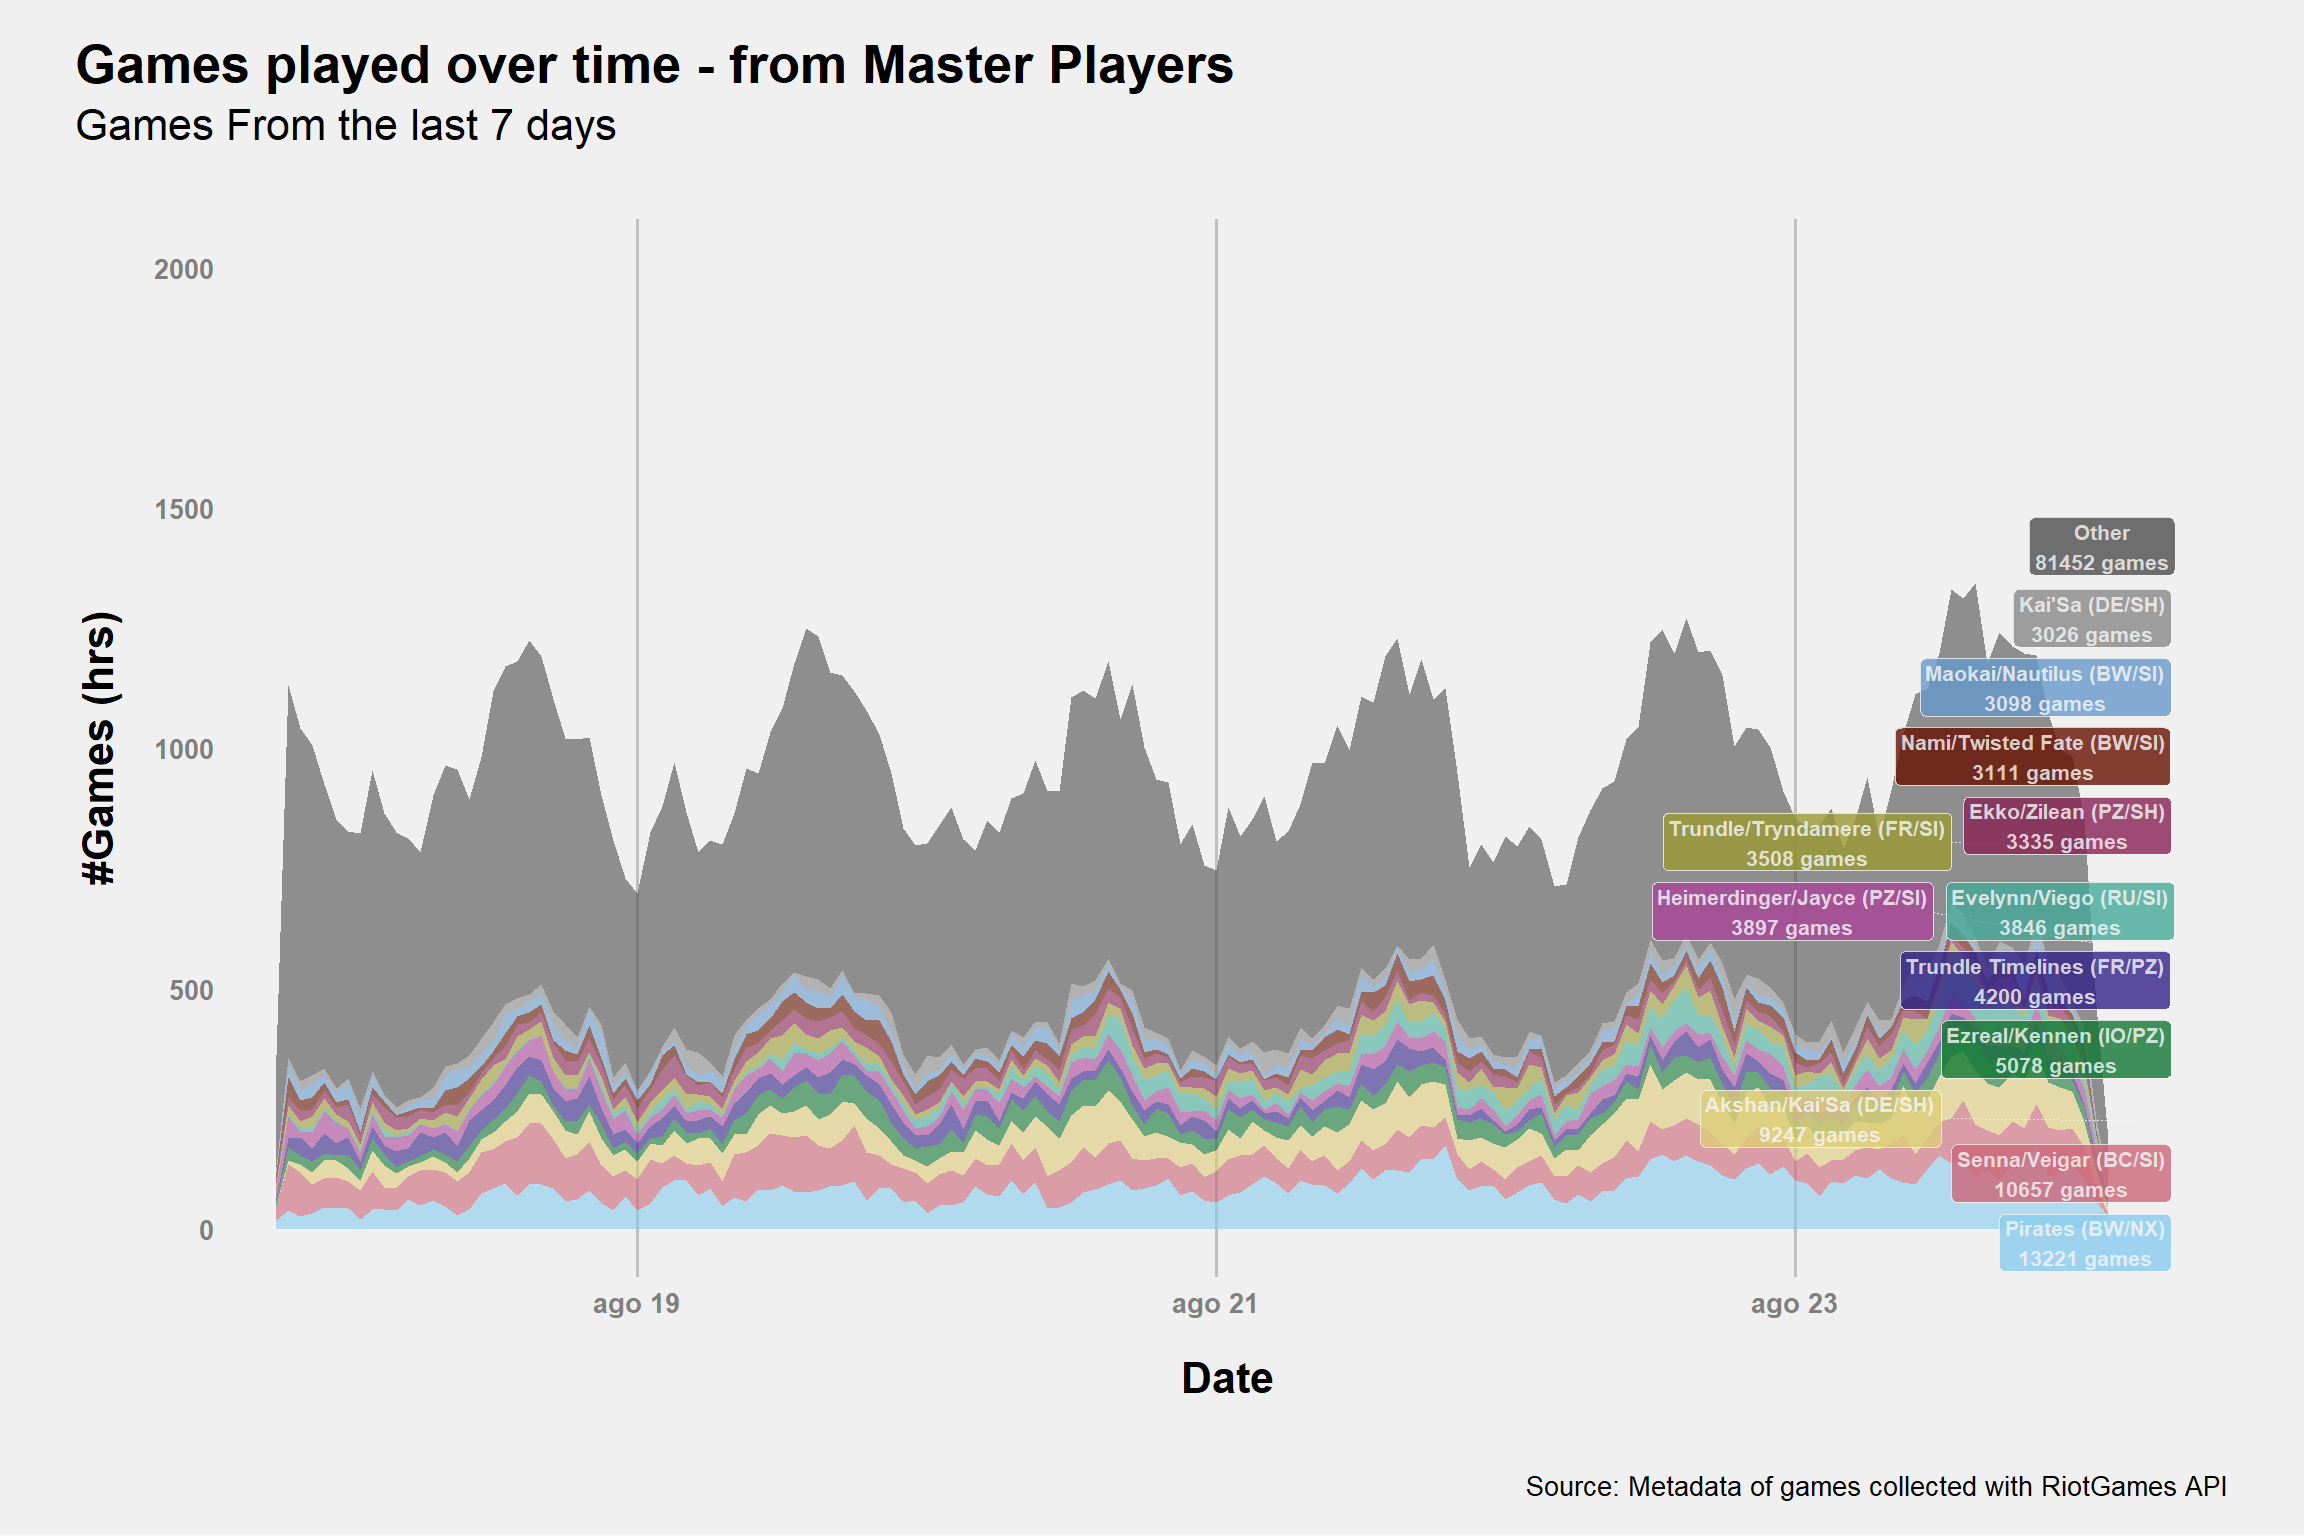 Games played over time - from Master Players
Games From the last 7 days
#Games (hrs)
2000
1500
1000
500
0
Other
81452 games
Kai'Sa (DE/SH)
3026 games
Maokai/Nautilus (BW/SI)
3098 games
Nami/Twisted Fate (BW/SI)
3111 games
Ekko/Zilean (PZ/SH)
3335 games
Trundle/Tryndamere (FR/SI)
3508 games
Heimerdinger/Jayce (PZ/SI)
3897 games
Evelynn/Viego (RU/SI)
3846 games
Trundle Timelines (FR/PZ)
4200 games
Ezreal/Kennen (IO/PZ)
5078 games
Akshan/Kai'Sa (DE/SH)
9247 games
Senna/Veigar (BC/SI)
10657 games
Pirates (BW/NX)
13221 games
ago 19
ago 21
ago 23
Date
Source: Metadata of games collected with RiotGames API